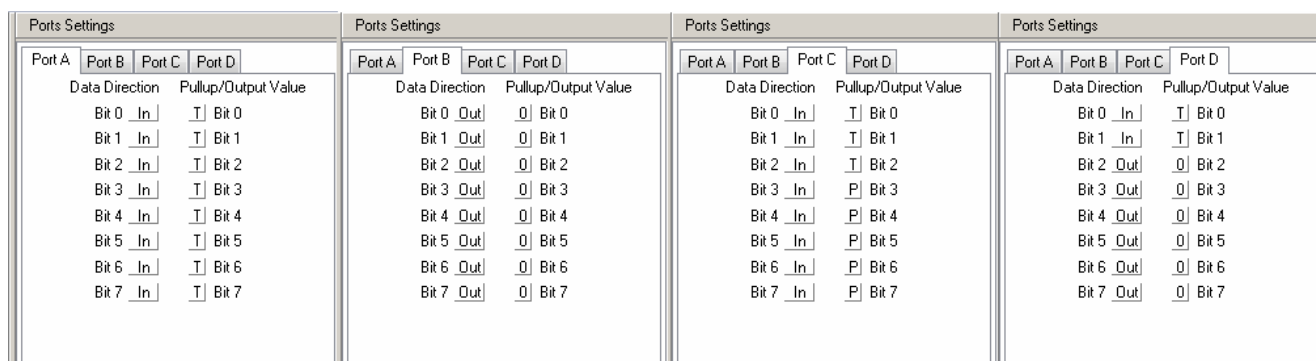 Ports Settings
Port A Port B Port C Port D
Data Direction Pullup/Output Value
Bit 0 In T Bit 0
Bit 1 In T Bit 1
Bit 2 In T Bit 2
Bit 3 In T Bit 3
Bit 4 In T Bit 4
Bit 5 In T Bit 5
Bit 6 In T Bit 6
Bit 7 In T Bit 7
Ports Settings
Port A Port B Port C Port D
Data Direction Pullup/Output Value
Bit 0 Out 0 Bit 0
Bit 1 Out 0 Bit 1
Bit 2 Out 0 Bit 2
Bit 3 Out 0 Bit 3
Bit 4 Out 0 Bit 4
Bit 5 Out 0 Bit 5
Bit 6 Out 0 Bit 6
Bit 7 Out 0 Bit 7
Ports Settings
Port A Port B Port C Port D
Data Direction Pullup/Output Value
Bit 0 In T Bit 0
Bit 1 In T Bit 1
Bit 2 In T Bit 2
Bit 3 In P Bit 3
Bit 4 In P Bit 4
Bit 5 In P Bit 5
Bit 6 In P Bit 6
Bit 7 In P Bit 7
Ports Settings
Port A Port B Port C Port D
Data Direction Pullup/Output Value
Bit 0 In T Bit 0
Bit 1 In T Bit 1
Bit 2 Out 0 Bit 2
Bit 3 Out 0 Bit 3
Bit 4 Out 0 Bit 4
Bit 5 Out 0 Bit 5
Bit 6 Out 0 Bit 6
Bit 7 Out 0 Bit 7